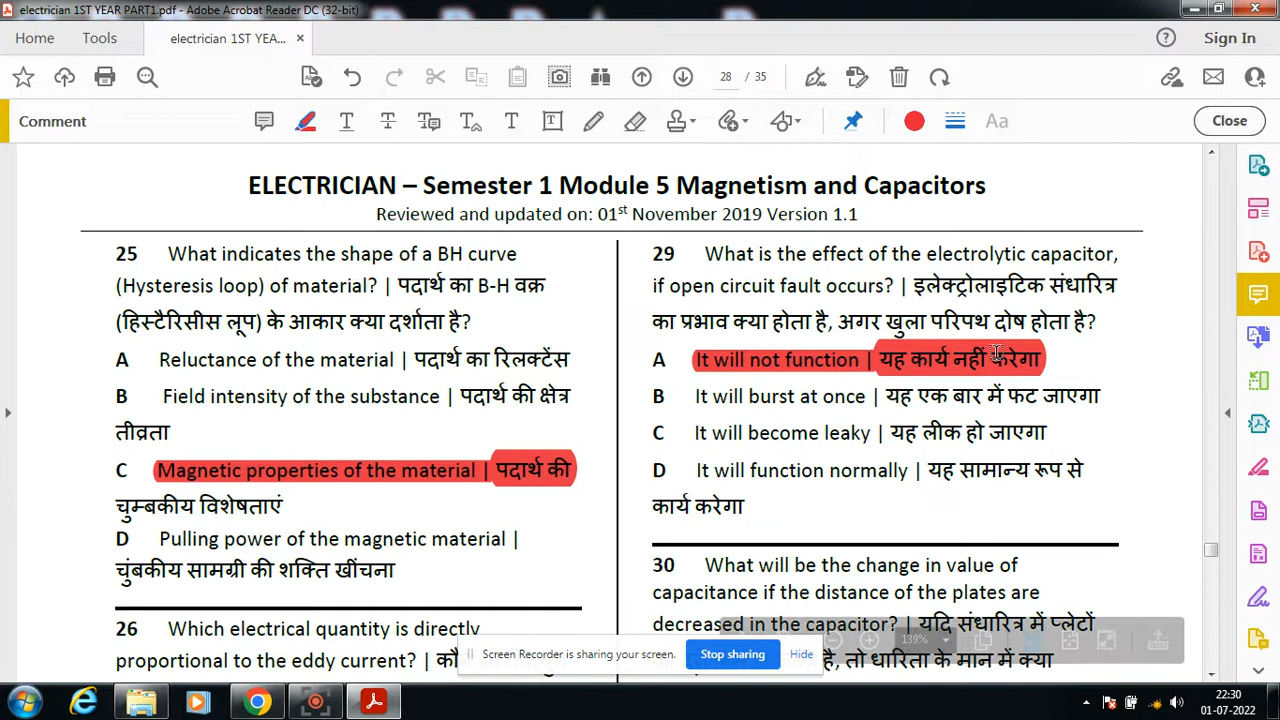 electrician 1ST YEAR PART1.pdf - Adobe Acrobat Reader DC (32-bit)
Home Tools electrician 1ST YEA... × Sign In
28 / 35
Comment Close
ELECTRICIAN – Semester 1 Module 5 Magnetism and Capacitors
Reviewed and updated on: 01st November 2019 Version 1.1
25 What indicates the shape of a BH curve
(Hysteresis loop) of material? | पदार्थ का B-H वक्र
(हिस्टैरिसीस लूप) के आकार क्या दर्शाता है?
A Reluctance of the material | पदार्थ का रिलक्टेंस
B Field intensity of the substance | पदार्थ की क्षेत्र
तीव्रता
C Magnetic properties of the material | पदार्थ की
चुम्बकीय विशेषताएं
D Pulling power of the magnetic material |
चुंबकीय सामग्री की शक्ति खींचना
26 Which electrical quantity is directly
proportional to the eddy current? |
29 What is the effect of the electrolytic capacitor,
if open circuit fault occurs? | इलेक्ट्रोलाइटिक संधारित्र
का प्रभाव क्या होता है, अगर खुला परिपथ दोष होता है?
A It will not function | यह कार्य नहीं करेगा
B It will burst at once | यह एक बार में फट जाएगा
C It will become leaky | यह लीक हो जाएगा
D It will function normally | यह सामान्य रूप से
कार्य करेगा
30 What will be the change in value of
capacitance if the distance of the plates are
decreased in the capacitor? | यदि संधारित्र में प्लेटों
है, तो धारिता के मान में क्या
139%
Screen Recorder is sharing your screen. Stop sharing Hide
22:30
01-07-2022